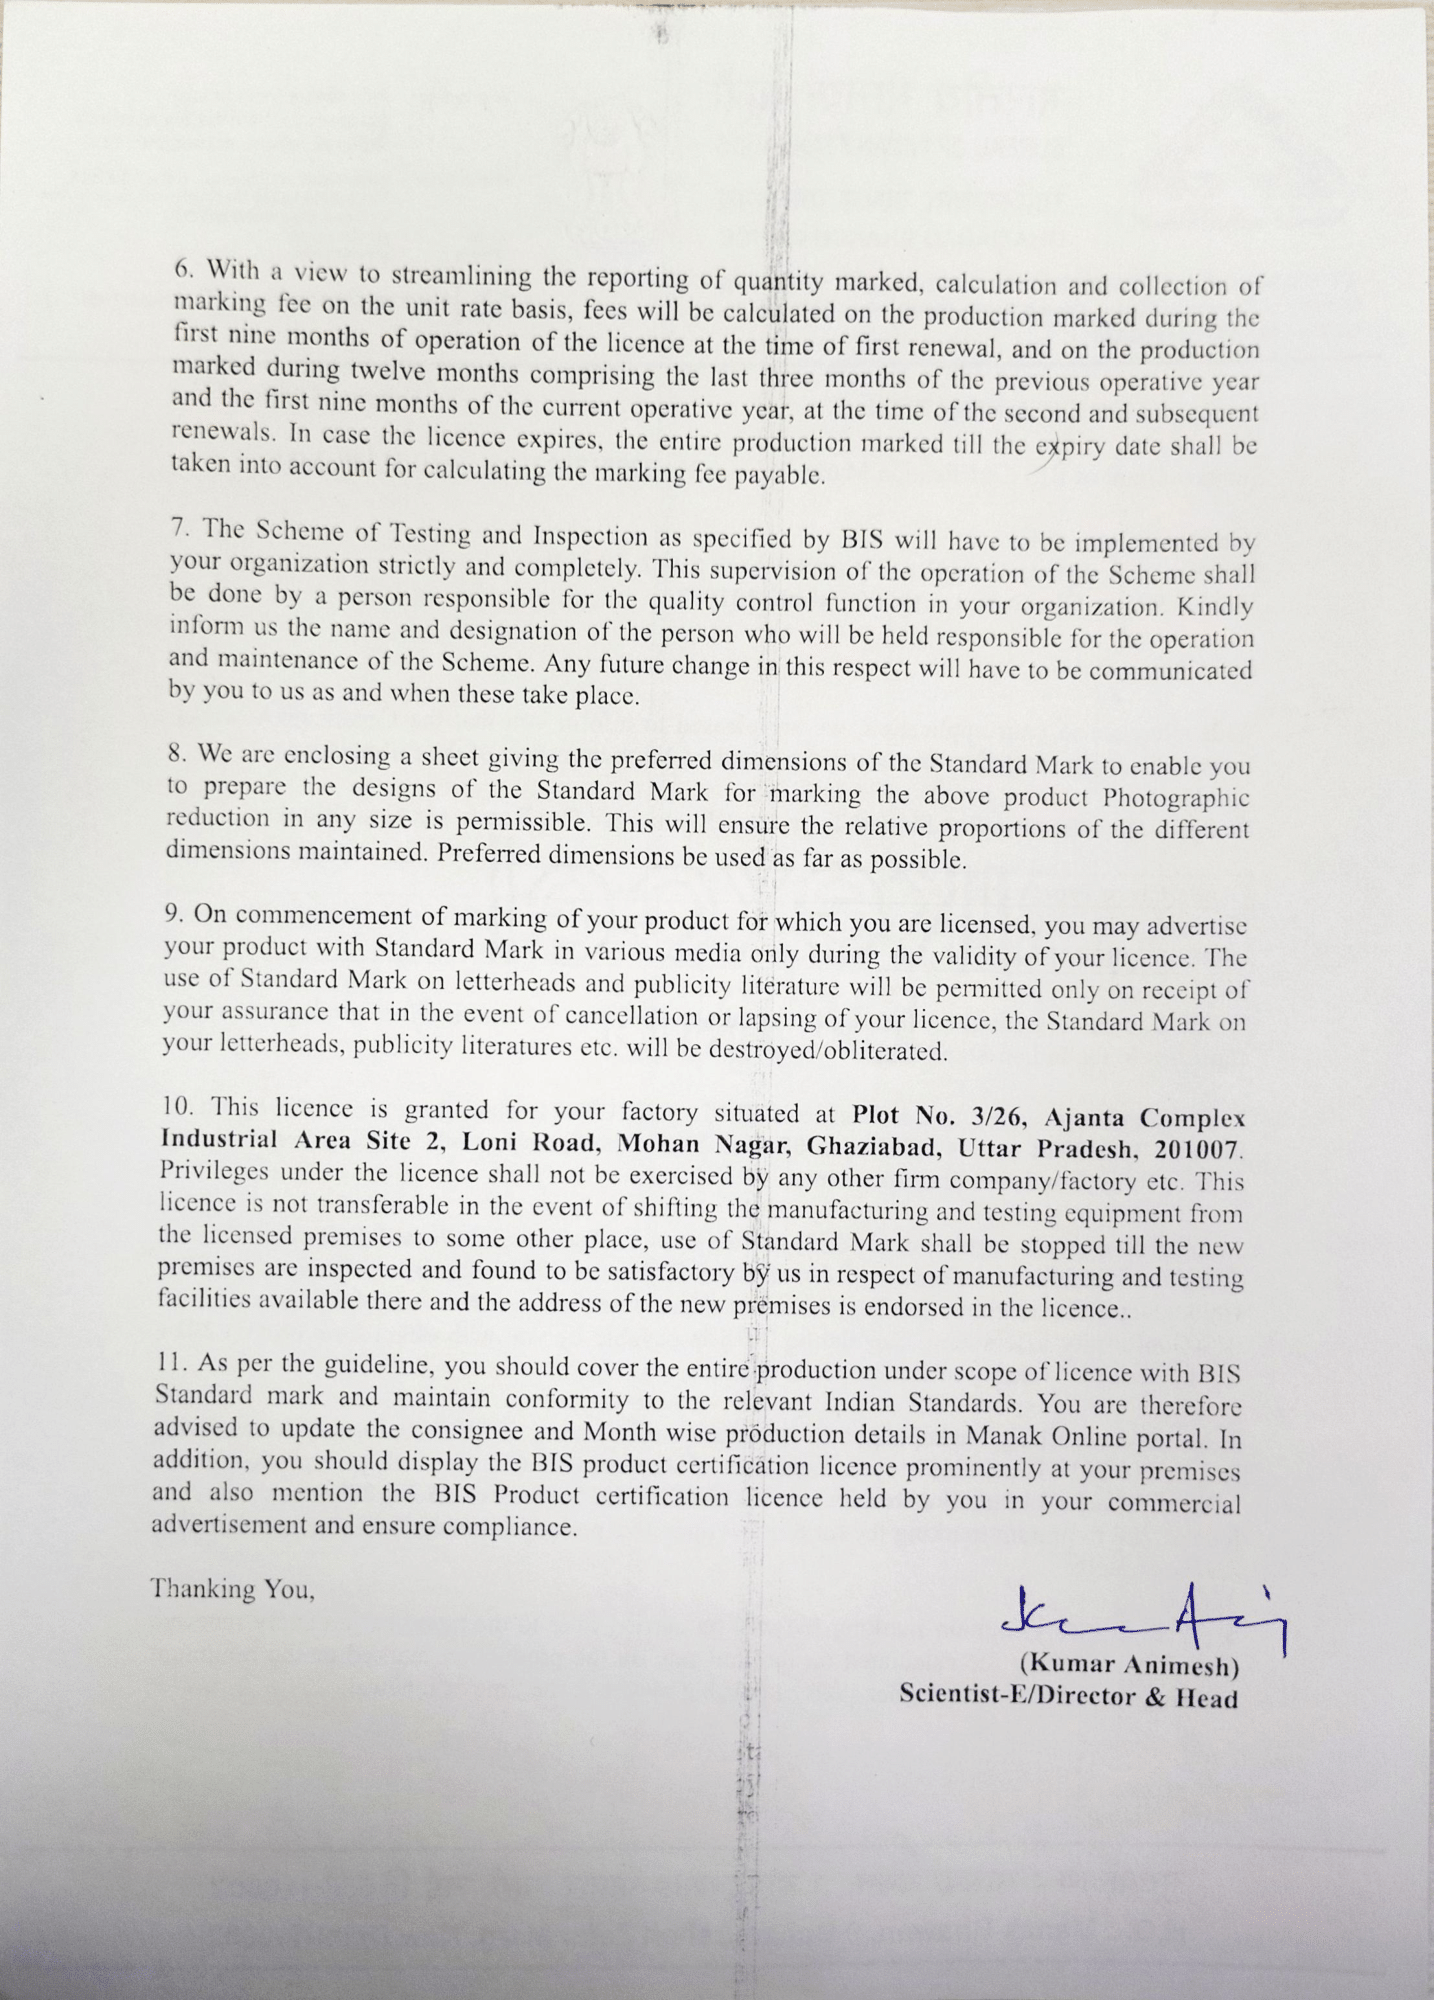 6. With a view to streamlining the reporting of quantity marked, calculation and collection of
marking fee on the unit rate basis, fees will be calculated on the production marked during the
first nine months of operation of the licence at the time of first renewal, and on the production
marked during twelve months comprising the last three months of the previous operative year
and the first nine months of the current operative year, at the time of the second and subsequent
renewals. In case the licence expires, the entire production marked till the expiry date shall be
taken into account for calculating the marking fee payable.
7. The Scheme of Testing and Inspection as specified by BIS will have to be implemented by
your organization strictly and completely. This supervision of the operation of the Scheme shall
be done by a person responsible for the quality control function in your organization. Kindly
inform us the name and designation of the person who will be held responsible for the operation
and maintenance of the Scheme. Any future change in this respect will have to be communicated
by you to us as and when these take place.
8. We are enclosing a sheet giving the preferred dimensions of the Standard Mark to enable you
to prepare the designs of the Standard Mark for marking the above product Photographic
reduction in any size is permissible. This will ensure the relative proportions of the different
dimensions maintained. Preferred dimensions be used as far as possible.
9. On commencement of marking of your product for which you are licensed, you may advertise
your product with Standard Mark in various media only during the validity of your licence. The
use of Standard Mark on letterheads and publicity literature will be permitted only on receipt of
your assurance that in the event of cancellation or lapsing of your licence, the Standard Mark on
your letterheads, publicity literatures etc. will be destroyed/obliterated.
10. This licence is granted for your factory situated at Plot No. 3/26, Ajanta Complex
Industrial Area Site 2, Loni Road, Mohan Nagar, Ghaziabad, Uttar Pradesh, 201007.
Privileges under the licence shall not be exercised by any other firm company/factory etc. This
licence is not transferable in the event of shifting the manufacturing and testing equipment from
the licensed premises to some other place, use of Standard Mark shall be stopped till the new
premises are inspected and found to be satisfactory by us in respect of manufacturing and testing
facilities available there and the address of the new premises is endorsed in the licence..
11. As per the guideline, you should cover the entire production under scope of licence with BIS
Standard mark and maintain conformity to the relevant Indian Standards. You are therefore
advised to update the consignee and Month wise production details in Manak Online portal. In
addition, you should display the BIS product certification licence prominently at your premises
and also mention the BIS Product certification licence held by you in your commercial
advertisement and ensure compliance.
Thanking You,
(Kumar Animesh)
Scientist-E/Director & Head